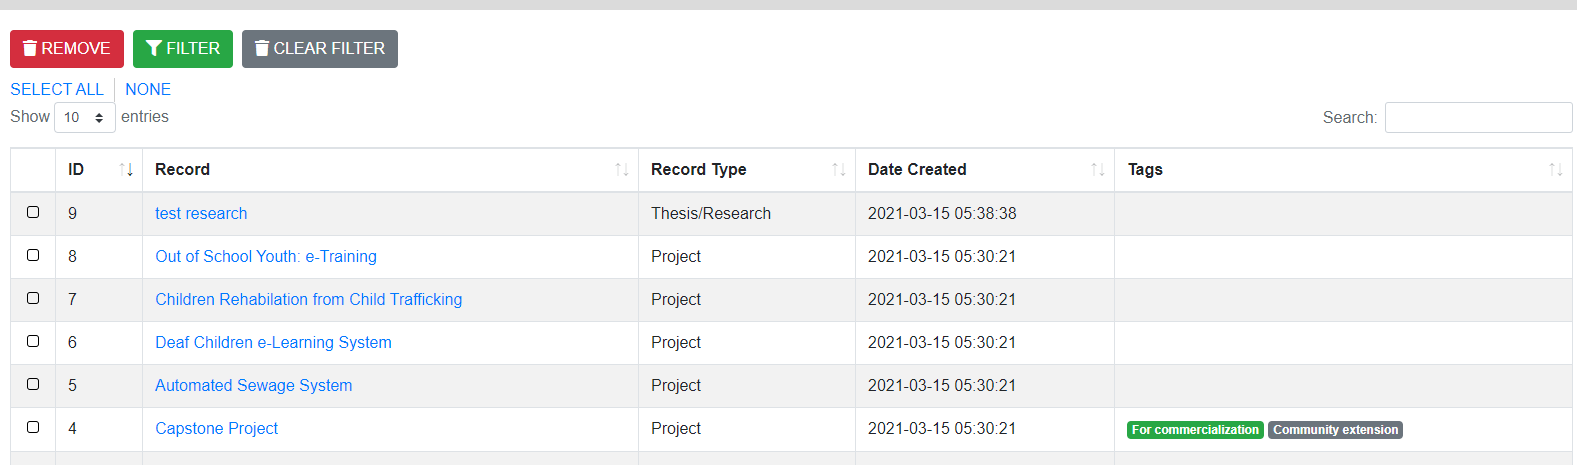 REMOVE FILTER CLEAR FILTER
SELECT ALL NONE
Show 10 entries Search:
ID Record Record Type Date Created Tags
9 test research Thesis/Research 2021-03-15 05:38:38
8 Out of School Youth: e-Training Project 2021-03-15 05:30:21
7 Children Rehabilation from Child Trafficking Project 2021-03-15 05:30:21
6 Deaf Children e-Learning System Project 2021-03-15 05:30:21
5 Automated Sewage System Project 2021-03-15 05:30:21
4 Capstone Project Project 2021-03-15 05:30:21 For commercialization Community extension